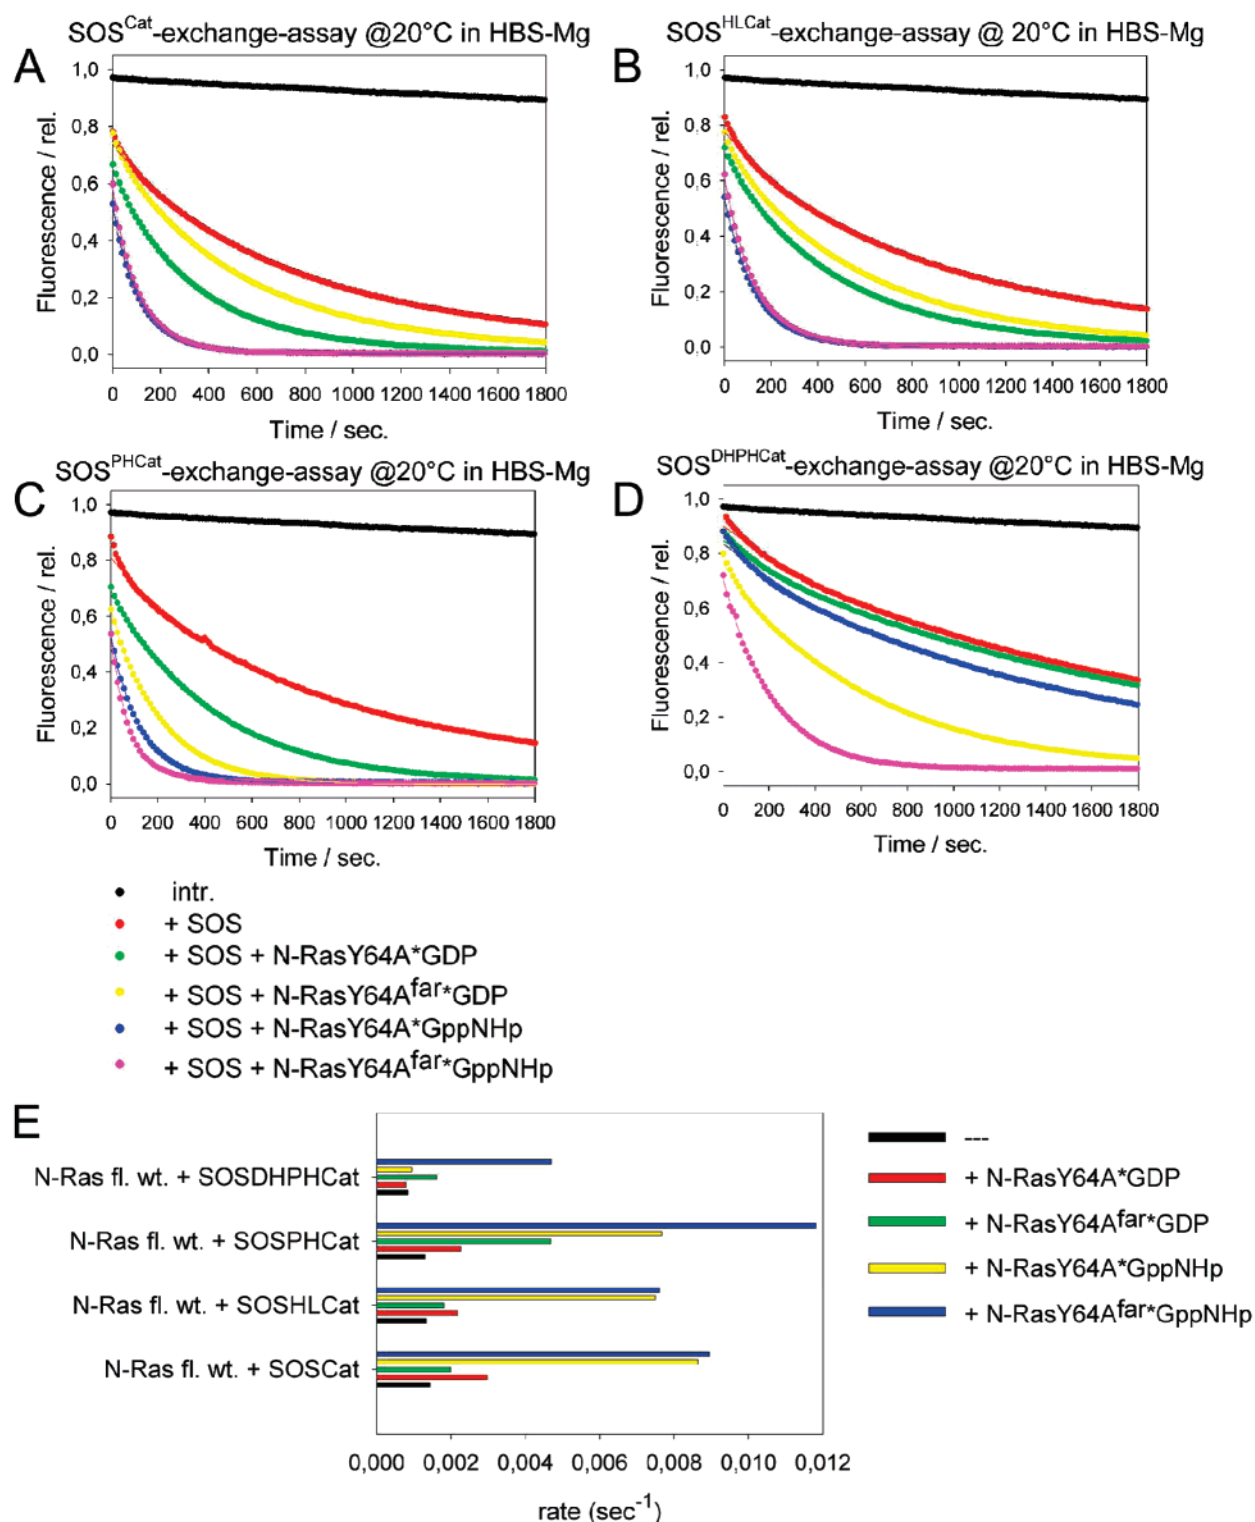 SOS^Cat-exchange-assay @20°C in HBS-Mg
A
1,0
0,8
0,6
0,4
0,2
0,0
Fluorescence / rel.
0 200 400 600 800 1000 1200 1400 1600 1800
Time / sec.
SOS^HLCat-exchange-assay @ 20°C in HBS-Mg
B
1,0
0,8
0,6
0,4
0,2
0,0
Fluorescence / rel.
0 200 400 600 800 1000 1200 1400 1600 1800
Time / sec.
SOS^PHCat-exchange-assay @20°C in HBS-Mg
C
1,0
0,8
0,6
0,4
0,2
0,0
Fluorescence / rel.
0 200 400 600 800 1000 1200 1400 1600 1800
Time / sec.
SOS^DHPHCat-exchange-assay @20°C in HBS-Mg
D
1,0
0,8
0,6
0,4
0,2
0,0
Fluorescence / rel.
0 200 400 600 800 1000 1200 1400 1600 1800
Time / sec.
intr.
+ SOS
+ SOS + N-RasY64A*GDP
+ SOS + N-RasY64A^far*GDP
+ SOS + N-RasY64A*GppNHp
+ SOS + N-RasY64A^far*GppNHp
E
N-Ras fl. wt. + SOSDHPHCat
N-Ras fl. wt. + SOSPHCat
N-Ras fl. wt. + SOSHLCat
N-Ras fl. wt. + SOSCat
0,000 0,002 0,004 0,006 0,008 0,010 0,012
rate (sec^-1)
---
+ N-RasY64A*GDP
+ N-RasY64A^far*GDP
+ N-RasY64A*GppNHp
+ N-RasY64A^far*GppNHp